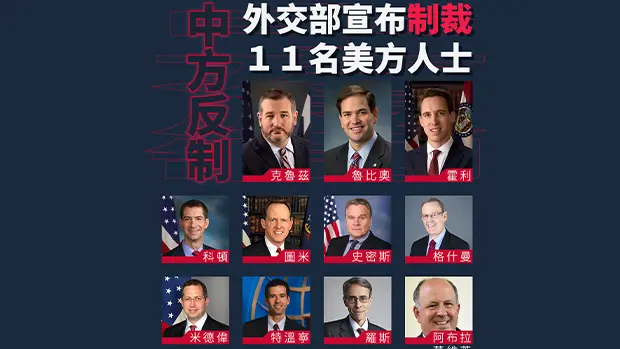 中方反制
外交部宣布制裁
11名美方人士
克魯茲
魯比奧
霍利
科頓
圖米
史密斯
格什曼
米德偉
特溫寧
羅斯
阿布拉